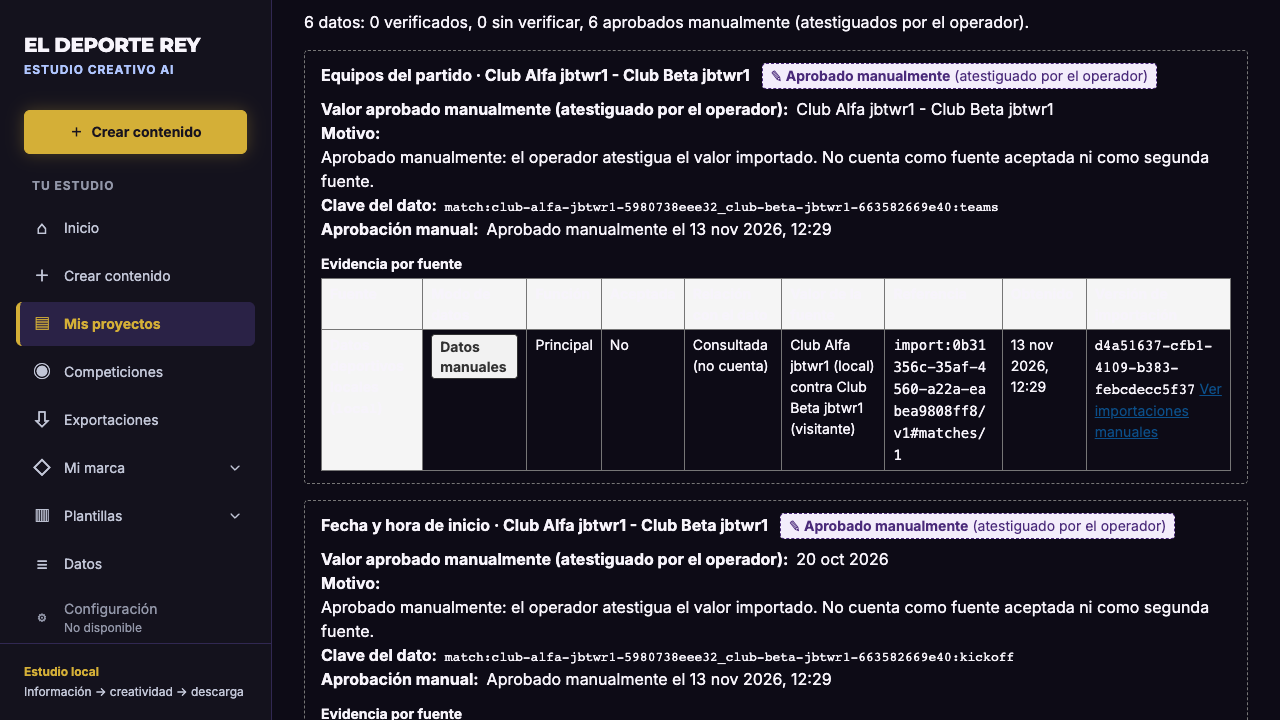 EL DEPORTE REY
ESTUDIO CREATIVO AI
+ Crear contenido
TU ESTUDIO
Inicio
Crear contenido
Mis proyectos
Competiciones
Exportaciones
Mi marca
Plantillas
Datos
Configuración
No disponible
Estudio local
Información → creatividad → descarga
6 datos: 0 verificados, 0 sin verificar, 6 aprobados manualmente (atestiguados por el operador).
Equipos del partido · Club Alfa jbtwr1 - Club Beta jbtwr1 ✎ Aprobado manualmente (atestiguado por el operador)
Valor aprobado manualmente (atestiguado por el operador): Club Alfa jbtwr1 - Club Beta jbtwr1
Motivo:
Aprobado manualmente: el operador atestigua el valor importado. No cuenta como fuente aceptada ni como segunda
fuente.
Clave del dato: match:club-alfa-jbtwr1-5980738eee32_club-beta-jbtwr1-663582669e40:teams
Aprobación manual: Aprobado manualmente el 13 nov 2026, 12:29
Evidencia por fuente
Datos
manuales
Principal
No
Consultada
(no cuenta)
Club Alfa
jbtwr1 (local)
contra Club
Beta jbtwr1
(visitante)
import:0b31
356c-35af-4
560-a22a-ea
bea9808ff8/
v1#matches/
1
13 nov
2026,
12:29
d4a51637-cfb1-
4109-b383-
febcdecc5f37 Ver
importaciones
manuales
Fecha y hora de inicio · Club Alfa jbtwr1 - Club Beta jbtwr1 ✎ Aprobado manualmente (atestiguado por el operador)
Valor aprobado manualmente (atestiguado por el operador): 20 oct 2026
Motivo:
Aprobado manualmente: el operador atestigua el valor importado. No cuenta como fuente aceptada ni como segunda
fuente.
Clave del dato: match:club-alfa-jbtwr1-5980738eee32_club-beta-jbtwr1-663582669e40:kickoff
Aprobación manual: Aprobado manualmente el 13 nov 2026, 12:29
Evidencia por fuente